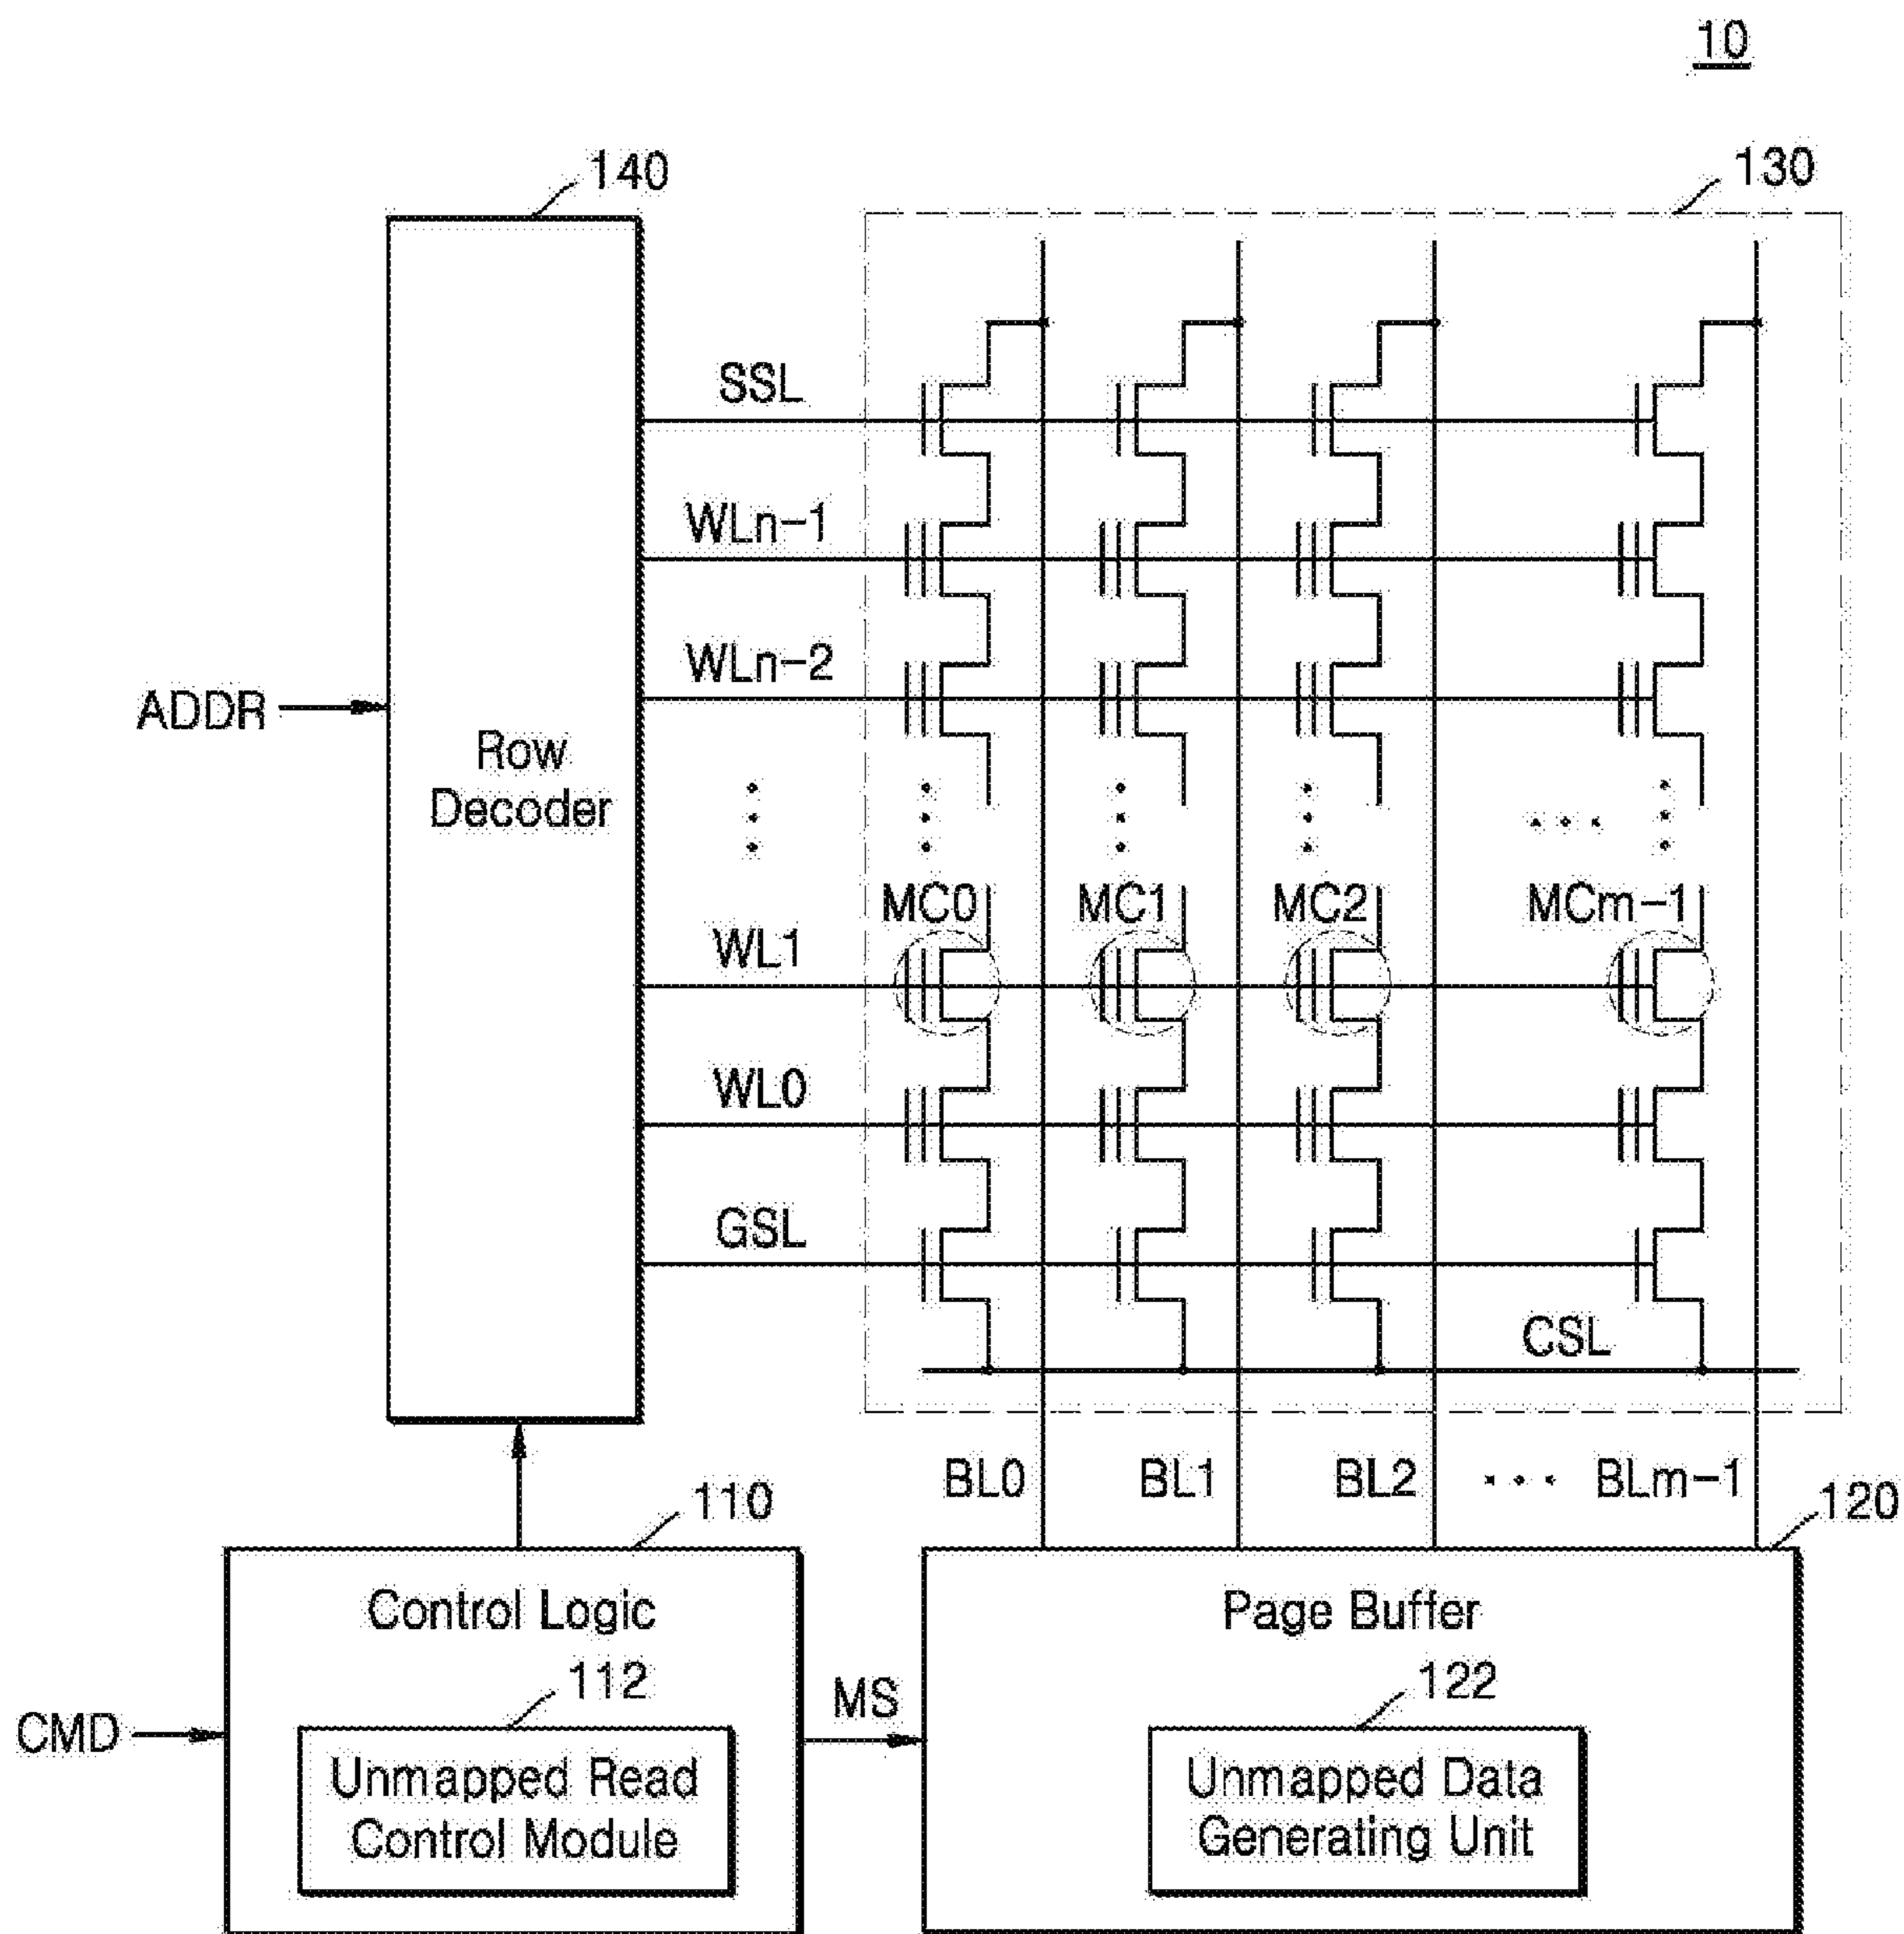 10
140
130
SSL
WLn-1
WLn-2
ADDR
Row
Decoder
MC0 MC1 MC2 MCm-1
WL1
WL0
GSL
CSL
BL0 BL1 BL2 ··· BLm-1
110
120
Control Logic
Page Buffer
112
MS
122
CMD
Unmapped Read
Control Module
Unmapped Data
Generating Unit